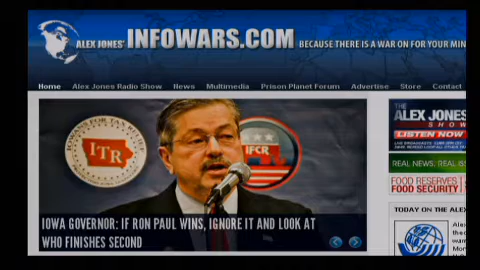 ALEX JONES' INFOWARS.COM BECAUSE THERE IS A WAR ON FOR YOUR MIN
Home Alex Jones Radio Show News Multimedia Prison Planet Forum Advertise Store Contact
IOWANS FOR TAX RELIEF
ITR
IFCR
IOWA GOVERNOR: IF RON PAUL WINS, IGNORE IT AND LOOK AT
WHO FINISHES SECOND
THE
ALEX JONES
SHOW
LISTEN NOW
REAL NEWS. REAL
FOOD RESERVES
FOOD SECURITY
TODAY ON THE ALEX
Alex